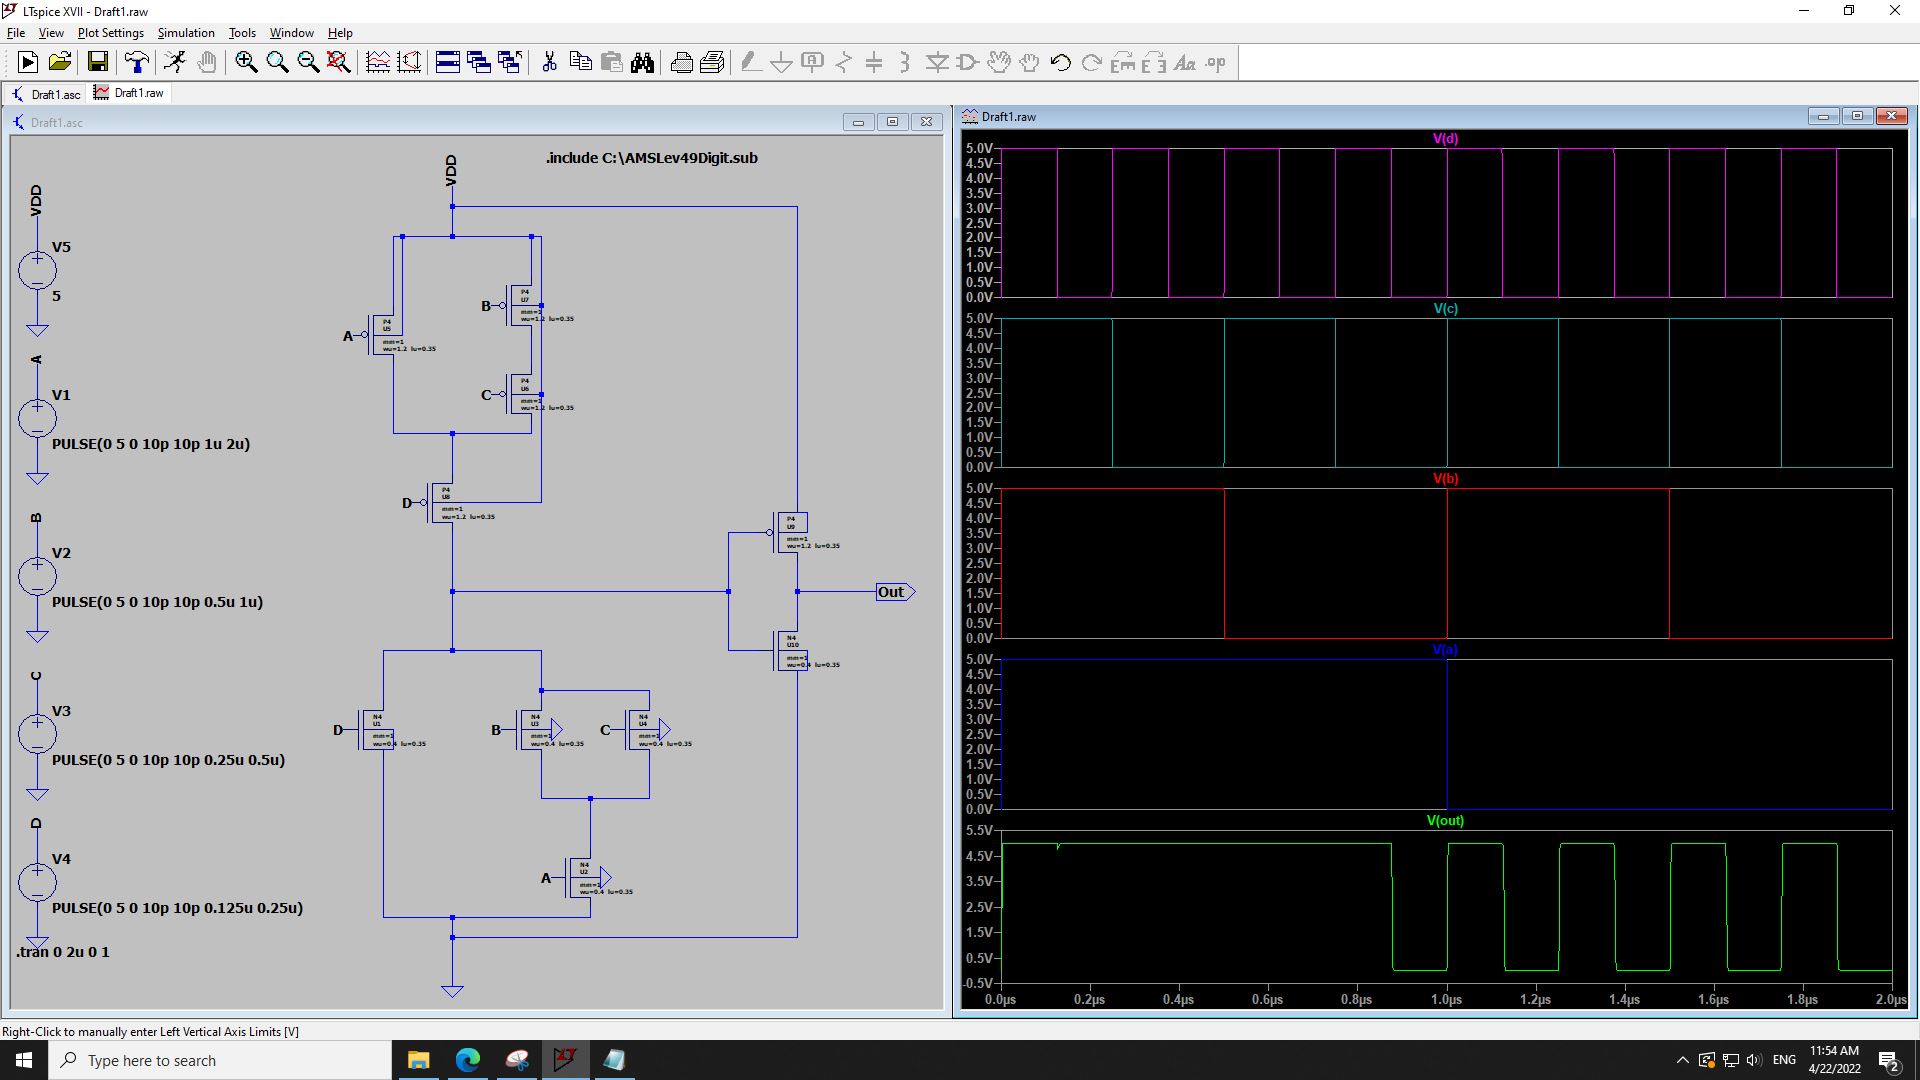 LTspice XVII - Draft1.raw
File View Plot Settings Simulation Tools Window Help
Draft1.asc Draft1.raw
Draft1.asc
VDD
.include C:\AMSLev49Digit.sub
VDD
V5
5
A
V1
PULSE(0 5 0 10p 10p 1u 2u)
B
V2
PULSE(0 5 0 10p 10p 0.5u 1u)
C
V3
PULSE(0 5 0 10p 10p 0.25u 0.5u)
D
V4
PULSE(0 5 0 10p 10p 0.125u 0.25u)
.tran 0 2u 0 1
A
P4
U5
mm=1
wu=1.2 lu=0.35
B
P4
U7
mm=1
wu=1.2 lu=0.35
C
P4
U6
mm=1
wu=1.2 lu=0.35
D
P4
U8
mm=1
wu=1.2 lu=0.35
P4
U9
mm=1
wu=1.2 lu=0.35
Out
N4
U10
mm=1
wu=0.4 lu=0.35
D
N4
U1
mm=1
wu=0.4 lu=0.35
B
N4
U3
mm=1
wu=0.4 lu=0.35
C
N4
U4
mm=1
wu=0.4 lu=0.35
A
N4
U2
mm=1
wu=0.4 lu=0.35
Draft1.raw
V(d)
5.0V
4.5V
4.0V
3.5V
3.0V
2.5V
2.0V
1.5V
1.0V
0.5V
0.0V
V(c)
5.0V
4.5V
4.0V
3.5V
3.0V
2.5V
2.0V
1.5V
1.0V
0.5V
0.0V
V(b)
5.0V
4.5V
4.0V
3.5V
3.0V
2.5V
2.0V
1.5V
1.0V
0.5V
0.0V
V(a)
5.0V
4.5V
4.0V
3.5V
3.0V
2.5V
2.0V
1.5V
1.0V
0.5V
0.0V
V(out)
5.5V
4.5V
3.5V
2.5V
1.5V
0.5V
-0.5V
0.0µs 0.2µs 0.4µs 0.6µs 0.8µs 1.0µs 1.2µs 1.4µs 1.6µs 1.8µs 2.0µs
Right-Click to manually enter Left Vertical Axis Limits [V]
Type here to search
ENG
11:54 AM
4/22/2022
2